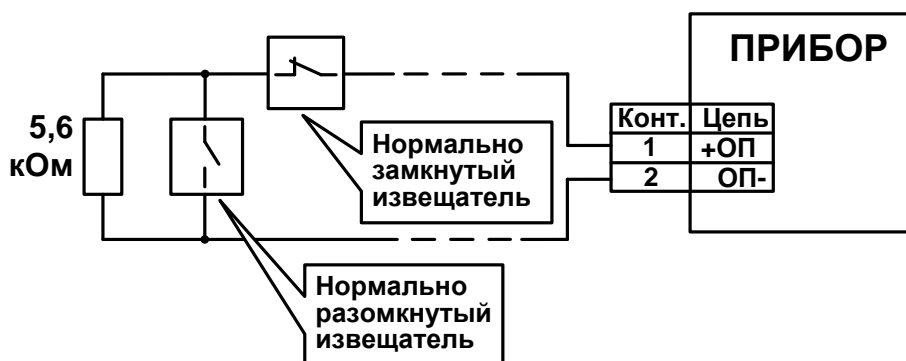 ПРИБОР
5,6
кОм
Конт. Цепь
1 +ОП
2 ОП-
Нормально
замкнутый
извещатель
Нормально
разомкнутый
извещатель